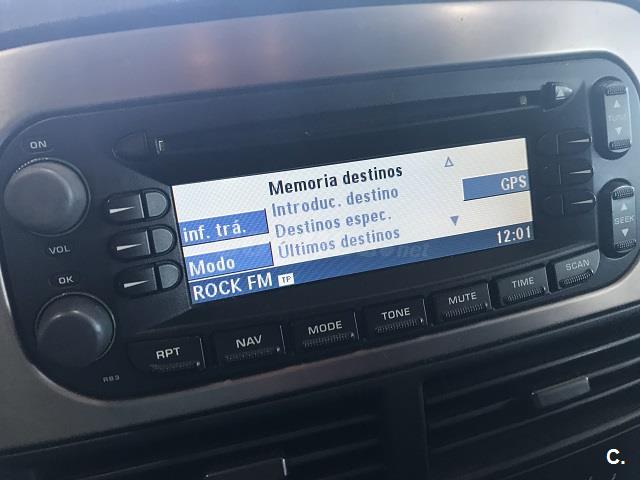 ON
VOL
OK
RB3
Memoria destinos
Introduc. destino
Destinos espec.
Últimos destinos
inf. trá.
Modo
GPS
ROCK FM TP
12:01
RPT
NAV
MODE
TONE
MUTE
TIME
SCAN
TUNE
SEEK
C.